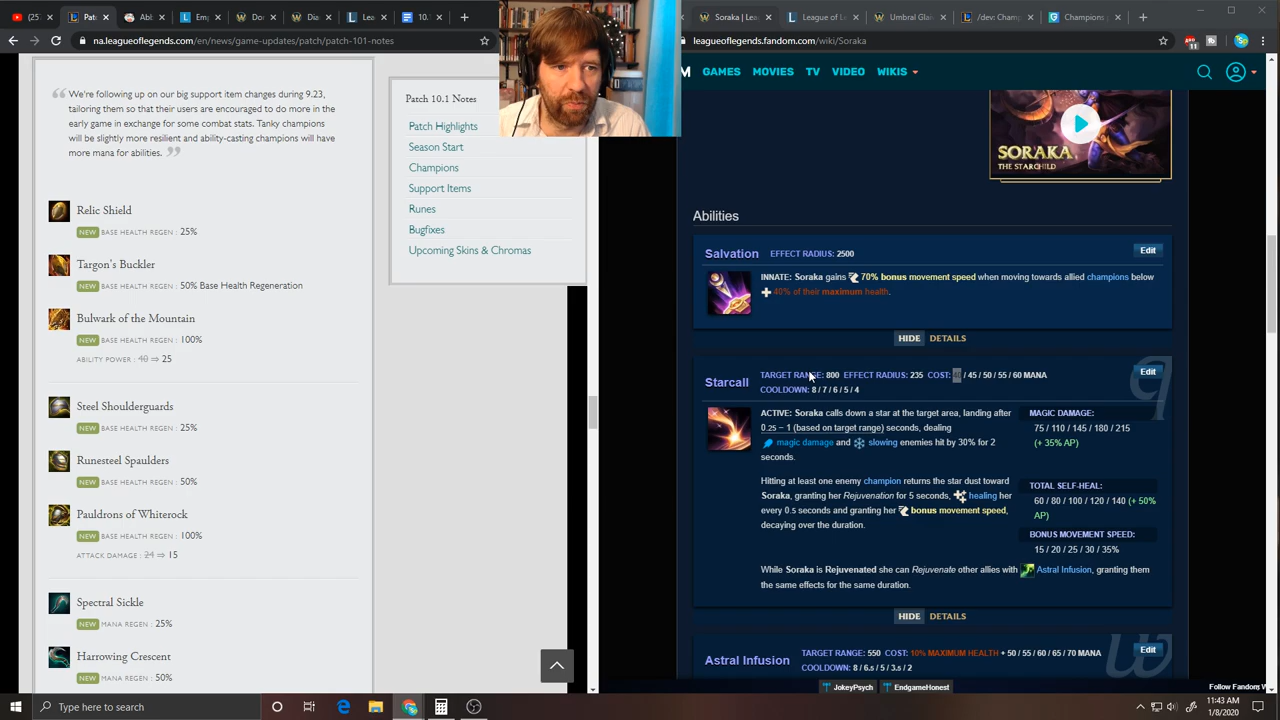 Pat
L
Em
W
Do
W
Dia
Lea
10.
Soraka | Lea
League of L
Umbral Gla
/dev: Champ
Champions
na.leagueoflegends.com/en/news/game-updates/patch/patch-101-notes
leagueoflegends.fandom.com/wiki/Soraka
11
M GAMES MOVIES TV VIDEO WIKIS
We're following up on our big support item changes during 9.23,
tailoring them so that their users are encouraged to do more in the
early game in exchange for some combat stats. Tanky champions
will be slightly more resilient and ability-casting champions will have
more mana for abilities.
Relic Shield
NEW BASE HEALTH REGEN : 25%
Targon's Buckler
NEW BASE HEALTH REGEN : 50% Base Health Regeneration
Bulwark of the Mountain
NEW BASE HEALTH REGEN : 100%
ABILITY POWER : 40 ⇒ 25
Steel Shoulderguards
NEW BASE HEALTH REGEN : 25%
Runesteel Spaulders
NEW BASE HEALTH REGEN : 50%
Pauldrons of Whiterock
NEW BASE HEALTH REGEN : 100%
ATTACK DAMAGE : 24 ⇒ 15
Spectral Sickle
NEW MANA REGEN : 25%
Harrowing Crescent
NEW MANA REGEN : 50%
Patch 10.1 Notes
Patch Highlights
Season Start
Champions
Support Items
Runes
Bugfixes
Upcoming Skins & Chromas
SORAKA
THE STARCHILD
Abilities
Salvation EFFECT RADIUS: 2500
Edit
INNATE: Soraka gains 70% bonus movement speed when moving towards allied champions below
40% of their maximum health.
HIDE DETAILS
Starcall
TARGET RANGE: 800 EFFECT RADIUS: 235 COST: / 45 / 50 / 55 / 60 MANA
COOLDOWN: 8 / 7 / 6 / 5 / 4
Edit
q
ACTIVE: Soraka calls down a star at the target area, landing after
0.25 − 1 (based on target range) seconds, dealing
magic damage and slowing enemies hit by 30% for 2
seconds.
Hitting at least one enemy champion returns the star dust toward
Soraka, granting her Rejuvenation for 5 seconds, healing her
every 0.5 seconds and granting her bonus movement speed,
decaying over the duration.
While Soraka is Rejuvenated she can Rejuvenate other allies with Astral Infusion, granting them
the same effects for the same duration.
MAGIC DAMAGE:
75 / 110 / 145 / 180 / 215
(+ 35% AP)
TOTAL SELF-HEAL:
60 / 80 / 100 / 120 / 140 (+ 50%
AP)
BONUS MOVEMENT SPEED:
15 / 20 / 25 / 30 / 35%
HIDE DETAILS
Astral Infusion
TARGET RANGE: 550 COST: 10% MAXIMUM HEALTH + 50 / 55 / 60 / 65 / 70 MANA
COOLDOWN: 8 / 6.5 / 5 / 3.5 / 2
Edit
w
JokeyPsych
EndgameHonest
Follow Fandom
Type here to search
11:43 AM
1/8/2020